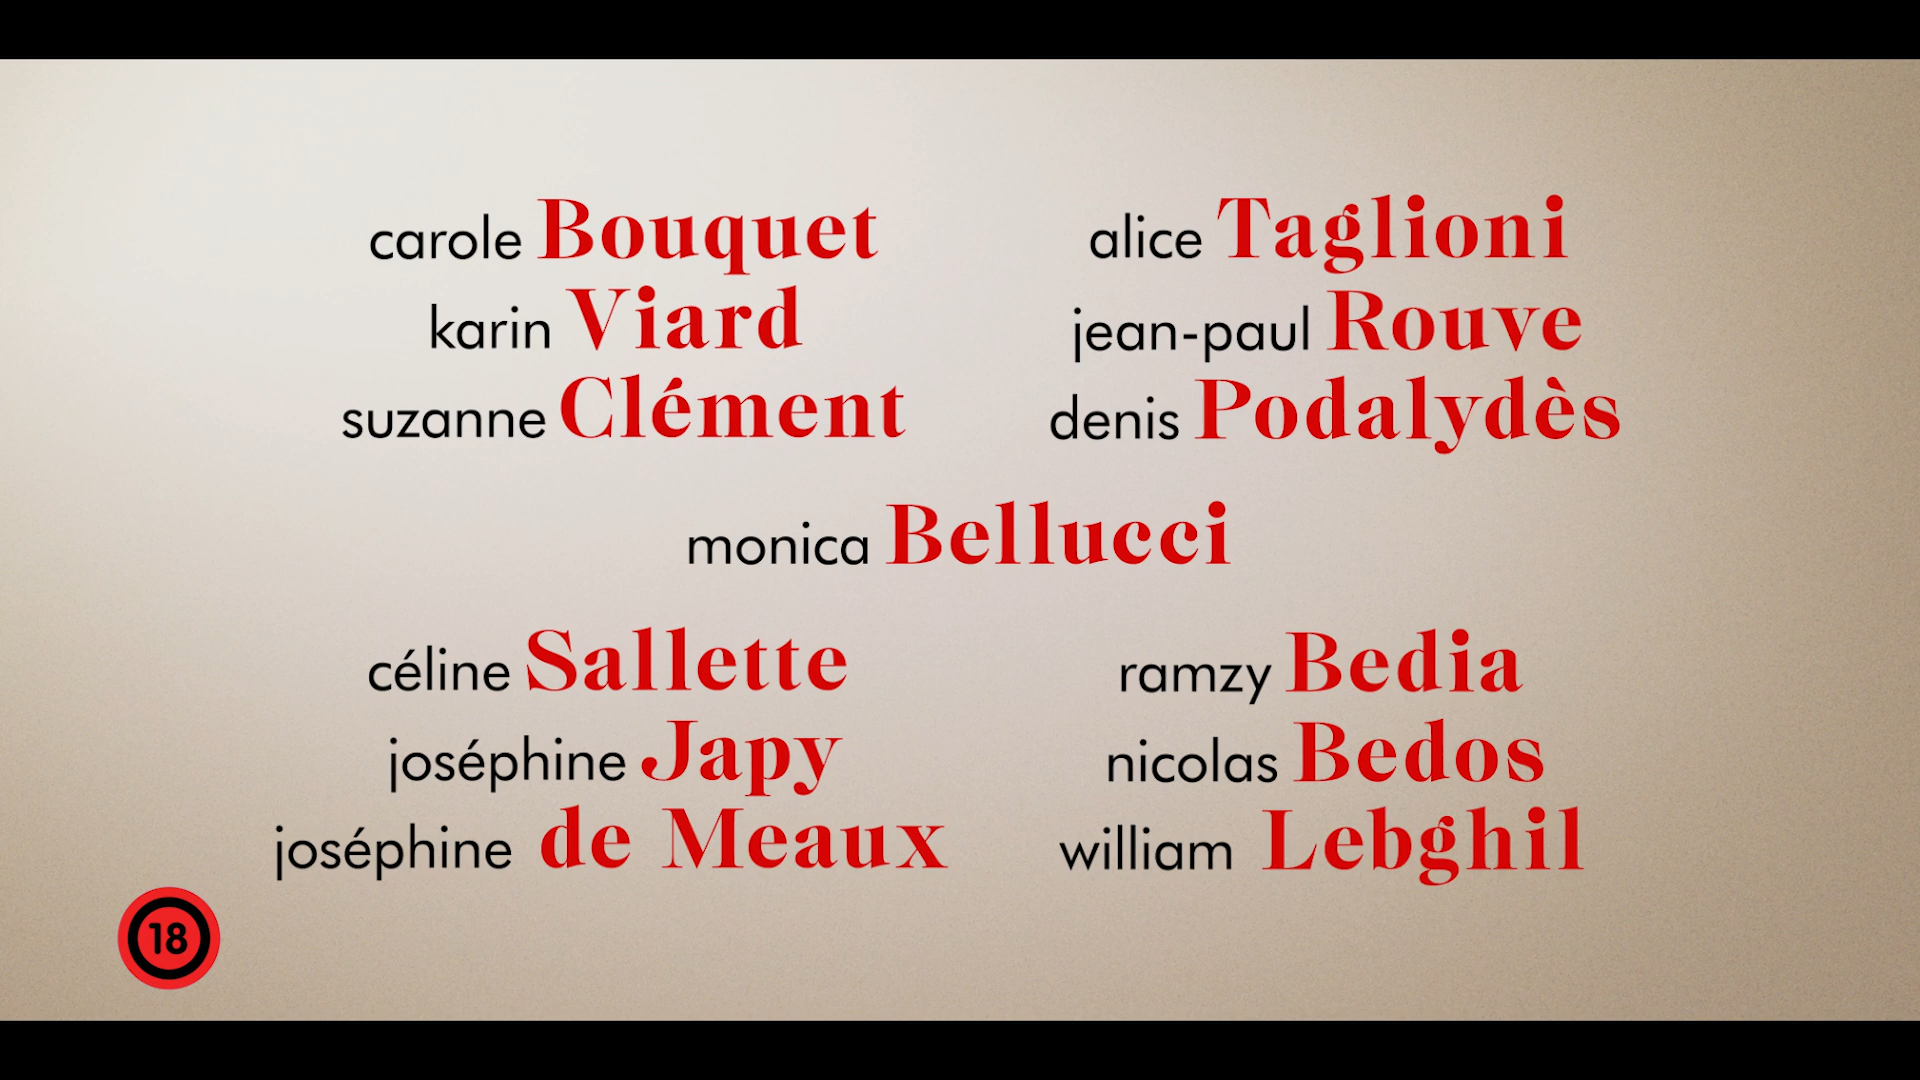 carole Bouquet
karin Viard
suzanne Clément
alice Taglioni
jean-paul Rouve
denis Podalydès
monica Bellucci
céline Sallette
joséphine Japy
joséphine de Meaux
ramzy Bedia
nicolas Bedos
william Lebghil
18